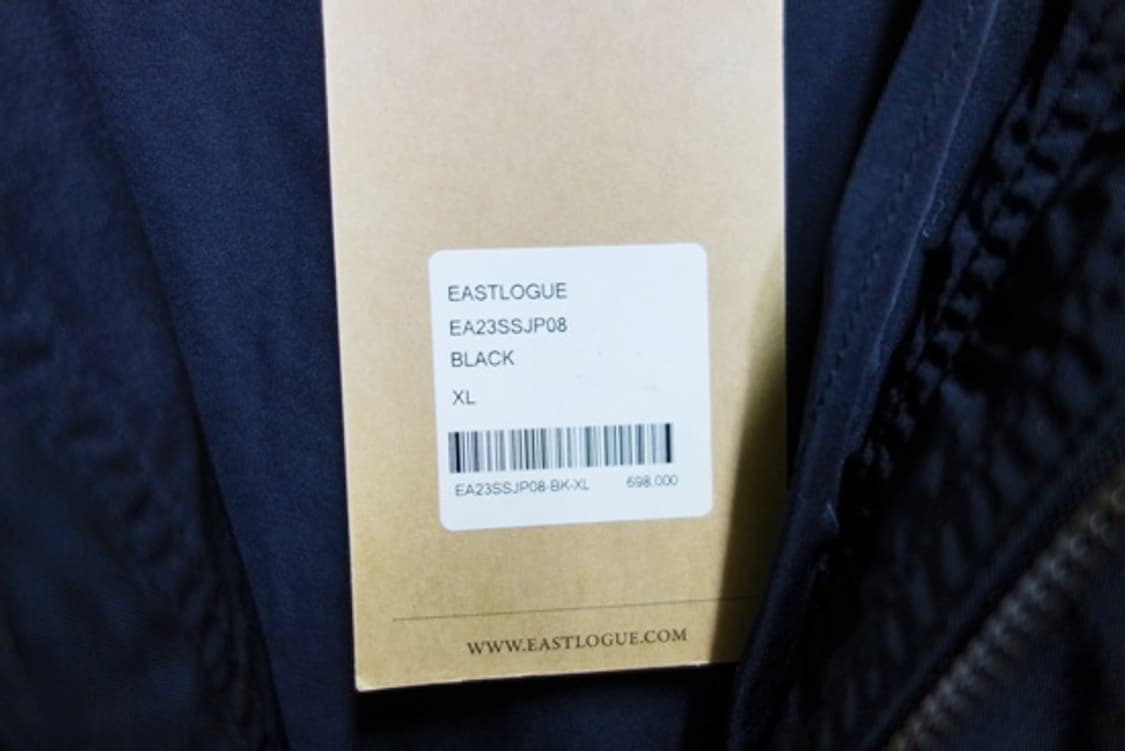 EASTLOGUE
EA23SSJP08
BLACK
XL
EA23SSJP08-BK-XL 698,000
WWW.EASTLOGUE.COM